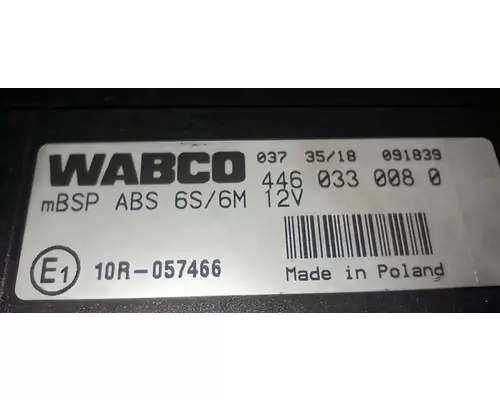 WABCO 037 35/18 091839
446 033 008 0
mBSP ABS 6S/6M 12V
E1 10R-057466
Made in Poland